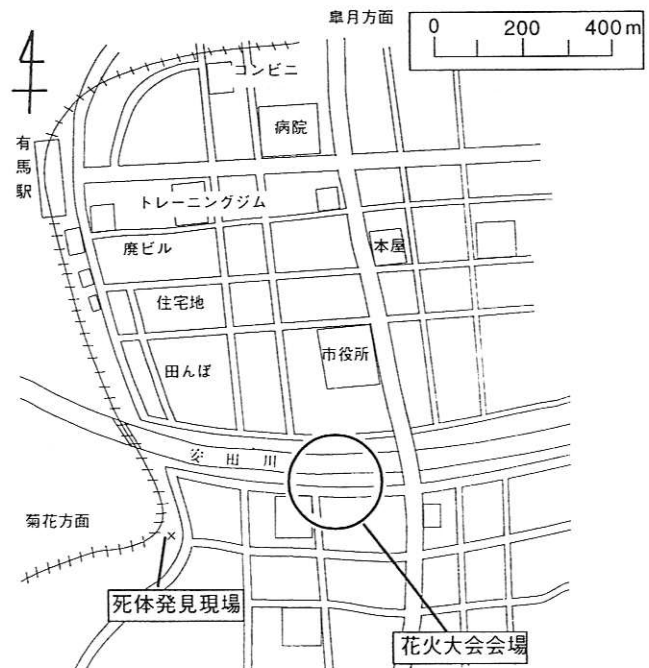 皐月方面
0 200 400m
コンビニ
病院
有馬駅
トレーニングジム
廃ビル
本屋
住宅地
市役所
田んぼ
安田川
菊花方面
死体発見現場
花火大会会場